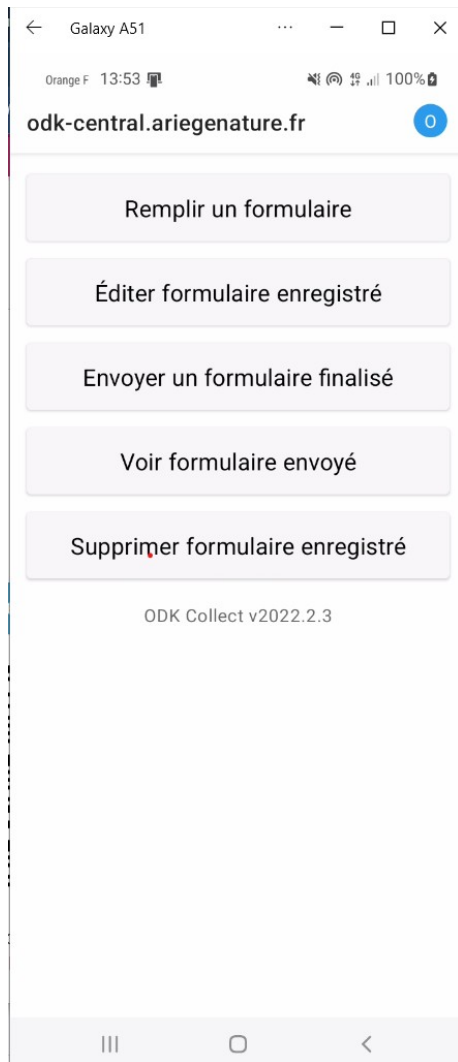 Galaxy A51
Orange F 13:53 4G 100%
odk-central.ariegenature.fr O
Remplir un formulaire
Éditer formulaire enregistré
Envoyer un formulaire finalisé
Voir formulaire envoyé
Supprimer formulaire enregistré
ODK Collect v2022.2.3